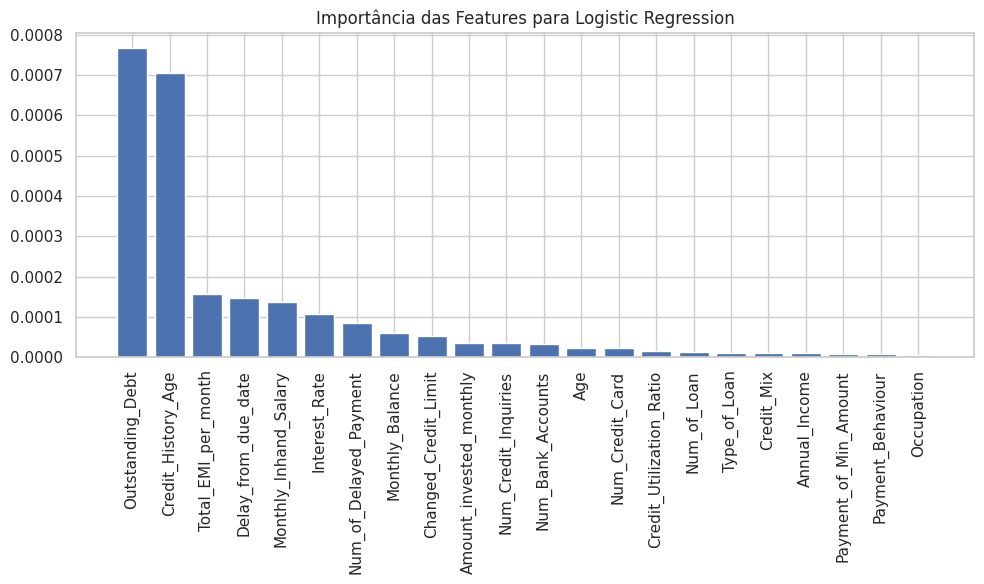 Importância das Features para Logistic Regression
0.0008
0.0007
0.0006
0.0005
0.0004
0.0003
0.0002
0.0001
0.0000
Outstanding_Debt
Credit_History_Age
Total_EMI_per_month
Delay_from_due_date
Monthly_Inhand_Salary
Interest_Rate
Num_of_Delayed_Payment
Monthly_Balance
Changed_Credit_Limit
Amount_invested_monthly
Num_Credit_Inquiries
Num_Bank_Accounts
Age
Num_Credit_Card
Credit_Utilization_Ratio
Num_of_Loan
Type_of_Loan
Credit_Mix
Annual_Income
Payment_of_Min_Amount
Payment_Behaviour
Occupation